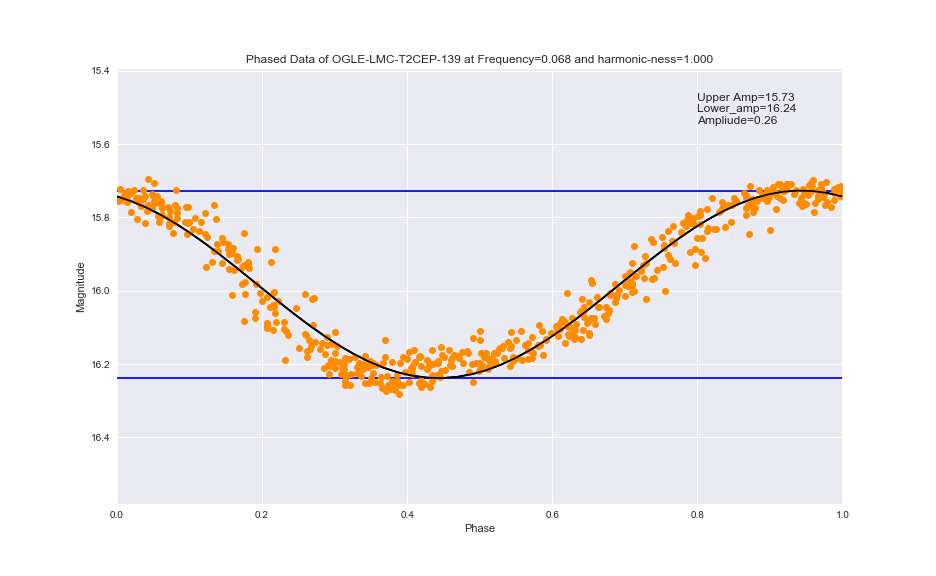 Phased Data of OGLE-LMC-T2CEP-139 at Frequency=0.068 and harmonic-ness=1.000
15.4
Upper Amp=15.73
Lower_amp=16.24
Ampliude=0.26
15.6
15.8
16.0
Magnitude
16.2
16.4
0.0 0.2 0.4 0.6 0.8 1.0
Phase